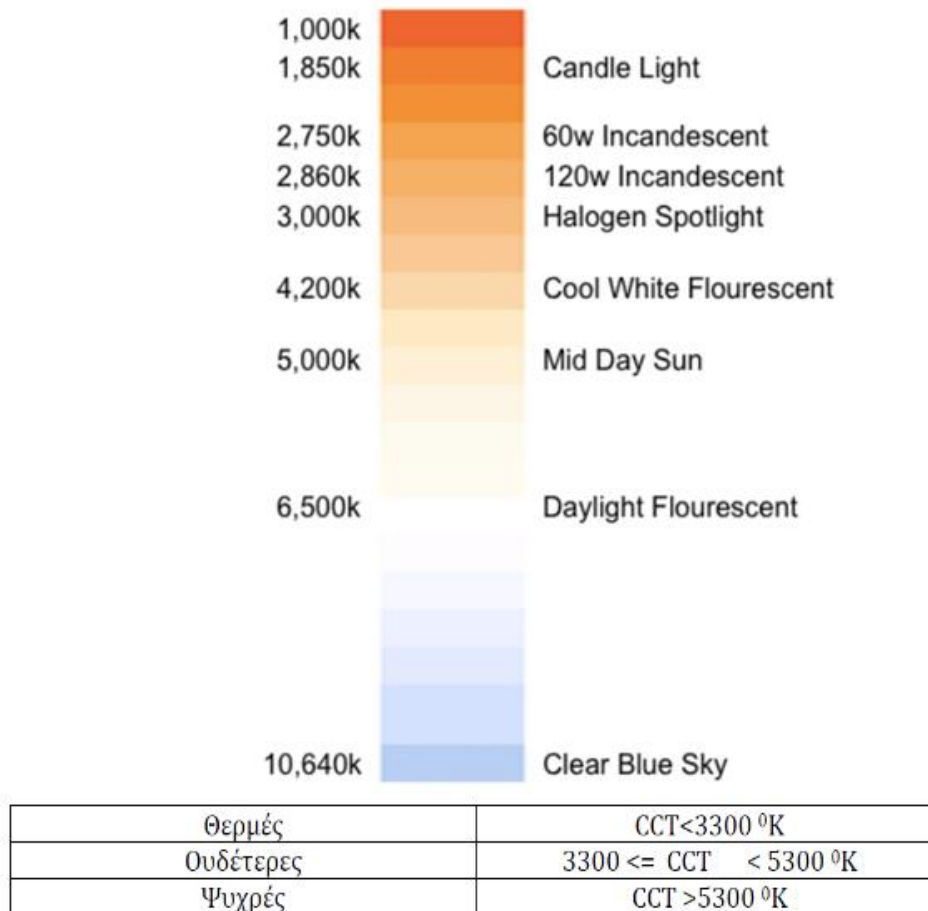 1,000k
1,850k Candle Light
2,750k 60w Incandescent
2,860k 120w Incandescent
3,000k Halogen Spotlight
4,200k Cool White Flourescent
5,000k Mid Day Sun
6,500k Daylight Flourescent
10,640k Clear Blue Sky
Θερμές CCT<3300 ⁰K
Ουδέτερες 3300 <= CCT < 5300 ⁰K
Ψυχρές CCT >5300 ⁰K